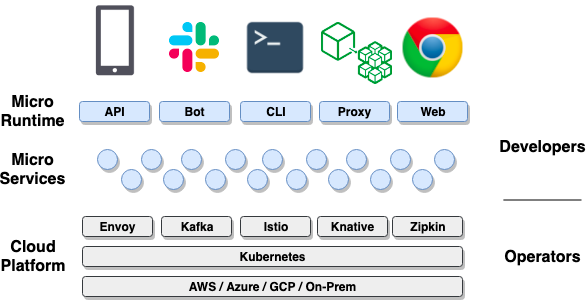 Micro
Runtime
API
Bot
CLI
Proxy
Web
Micro
Services
Developers
Cloud
Platform
Envoy
Kafka
Istio
Knative
Zipkin
Kubernetes
AWS / Azure / GCP / On-Prem
Operators